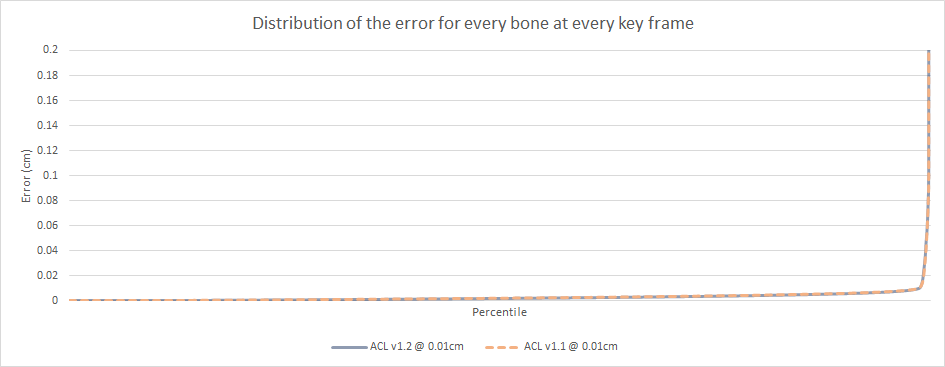 Distribution of the error for every bone at every key frame
Error (cm)
0.2
0.18
0.16
0.14
0.12
0.1
0.08
0.06
0.04
0.02
0
Percentile
ACL v1.2 @ 0.01cm
ACL v1.1 @ 0.01cm